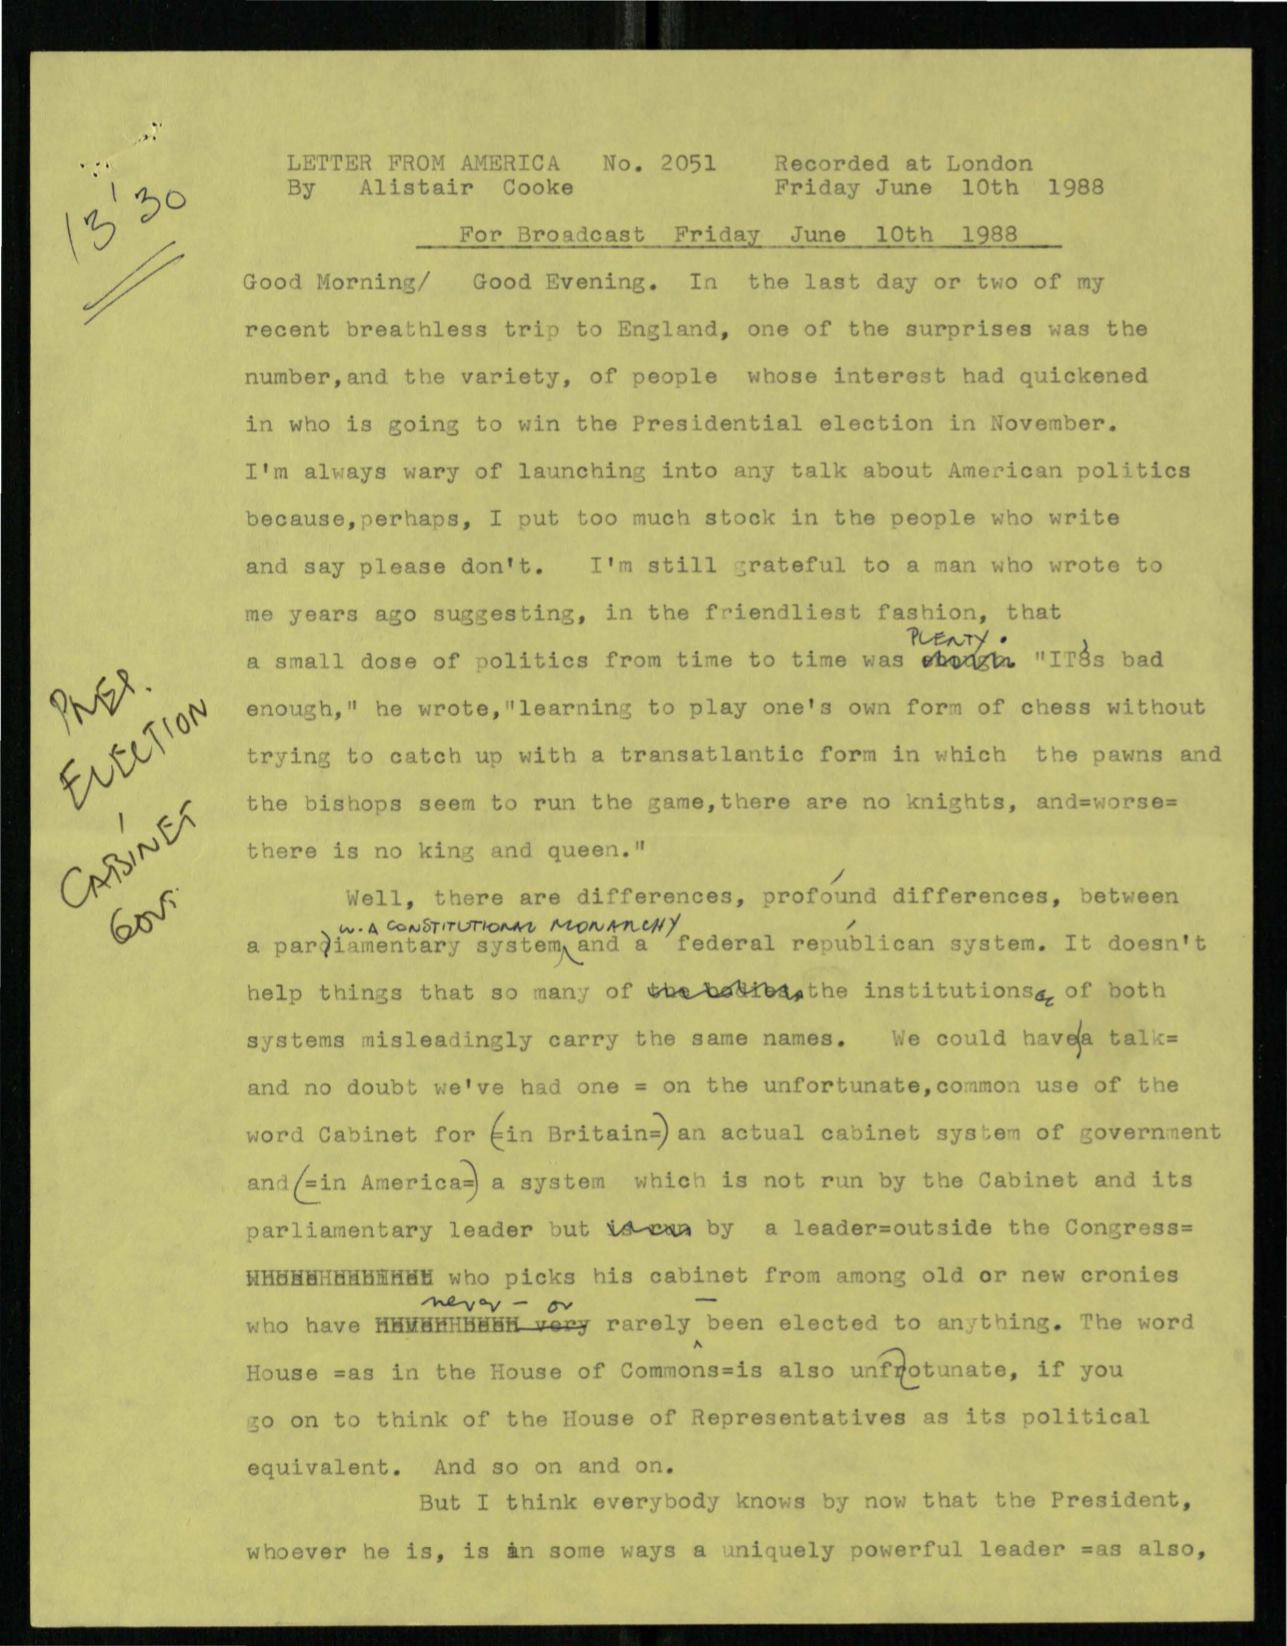 13'30
LETTER FROM AMERICA No. 2051 Recorded at London
By Alistair Cooke Friday June 10th 1988
For Broadcast Friday June 10th 1988
Good Morning/ Good Evening. In the last day or two of my
recent breathless trip to England, one of the surprises was the
number,and the variety, of people whose interest had quickened
in who is going to win the Presidential election in November.
I'm always wary of launching into any talk about American politics
because,perhaps, I put too much stock in the people who write
and say please don't. I'm still grateful to a man who wrote to
me years ago suggesting, in the friendliest fashion, that
PLENTY.
a small dose of politics from time to time was enough "IT's bad
enough," he wrote,"learning to play one's own form of chess without
trying to catch up with a transatlantic form in which the pawns and
the bishops seem to run the game,there are no knights, and=worse=
there is no king and queen."
PRES.
ELECTION
/
CABINET
GOVT.
Well, there are differences, profound differences, between
W. A CONSTITUTIONAL MONARCHY
a parliamentary system and a federal republican system. It doesn't
help things that so many of the bodies, the institutions, of both
systems misleadingly carry the same names. We could have a talk=
and no doubt we've had one = on the unfortunate,common use of the
word Cabinet for (=in Britain=) an actual cabinet system of government
and (=in America=) a system which is not run by the Cabinet and its
parliamentary leader but is run by a leader=outside the Congress=
who picks his cabinet from among old or new cronies
never - or
who have very rarely - been elected to anything. The word
House =as in the House of Commons=is also unfrotunate, if you
go on to think of the House of Representatives as its political
equivalent. And so on and on.
But I think everybody knows by now that the President,
whoever he is, is in some ways a uniquely powerful leader =as also,